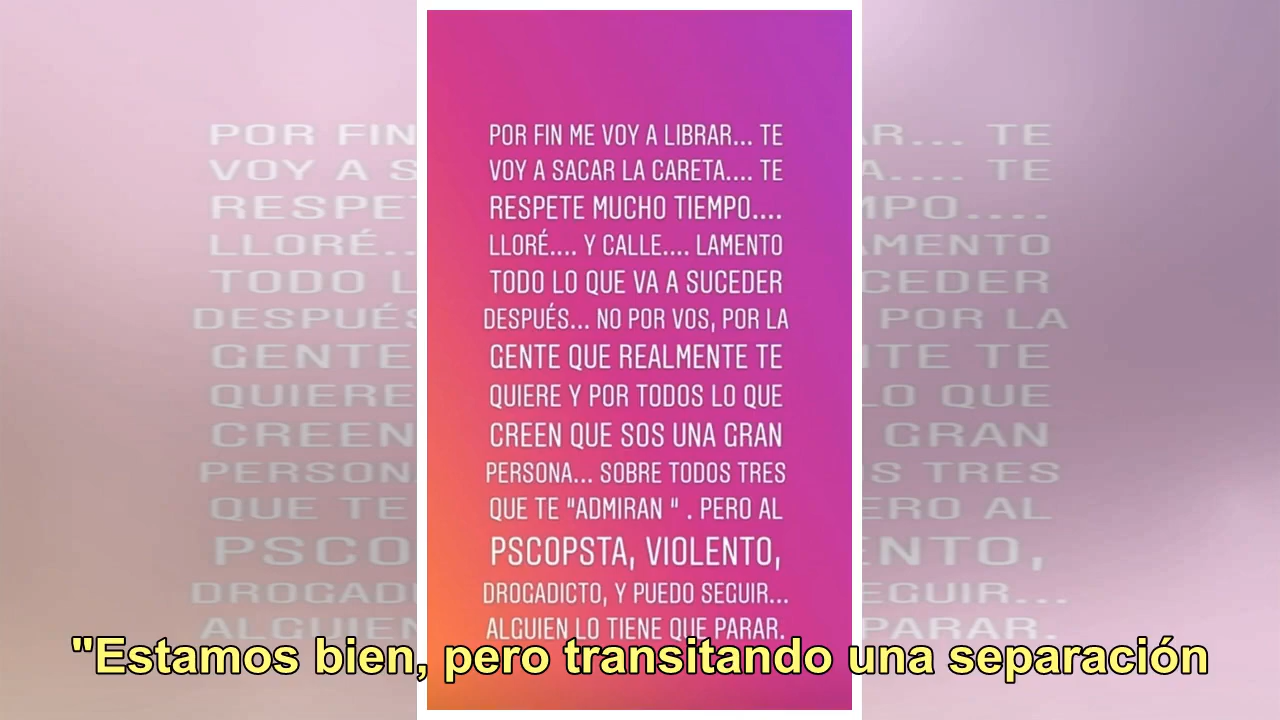 POR FIN ME VOY A LIBRAR... TE
VOY A SACAR LA CARETA.... TE
RESPETE MUCHO TIEMPO....
LLORÉ.... Y CALLE.... LAMENTO
TODO LO QUE VA A SUCEDER
DESPUÉS... NO POR VOS, POR LA
GENTE QUE REALMENTE TE
QUIERE Y POR TODOS LO QUE
CREEN QUE SOS UNA GRAN
PERSONA... SOBRE TODOS TRES
QUE TE "ADMIRAN " . PERO AL
PSCOPSTA, VIOLENTO,
DROGADICTO, Y PUEDO SEGUIR...
ALGUIEN LO TIENE QUE PARAR.
"Estamos bien, pero transitando una separación